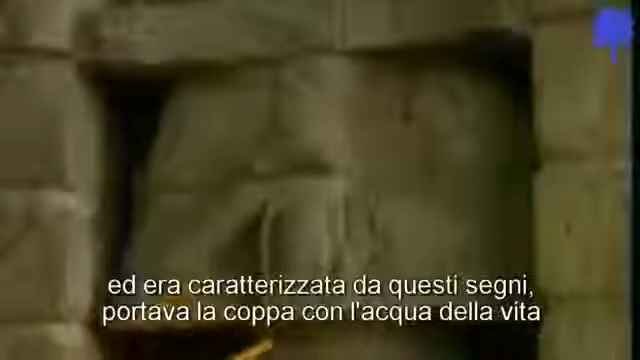 ed era caratterizzata da questi segni,
portava la coppa con l'acqua della vita